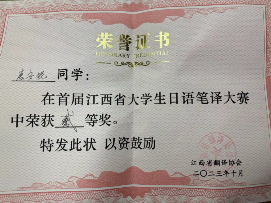 荣誉证书
HONORARY CREDENTIAL
同学：
在首届江西省大学生日语笔译大赛
中荣获 等奖。
特发此状 以资鼓励
江西省翻译协会
二〇二三年十月